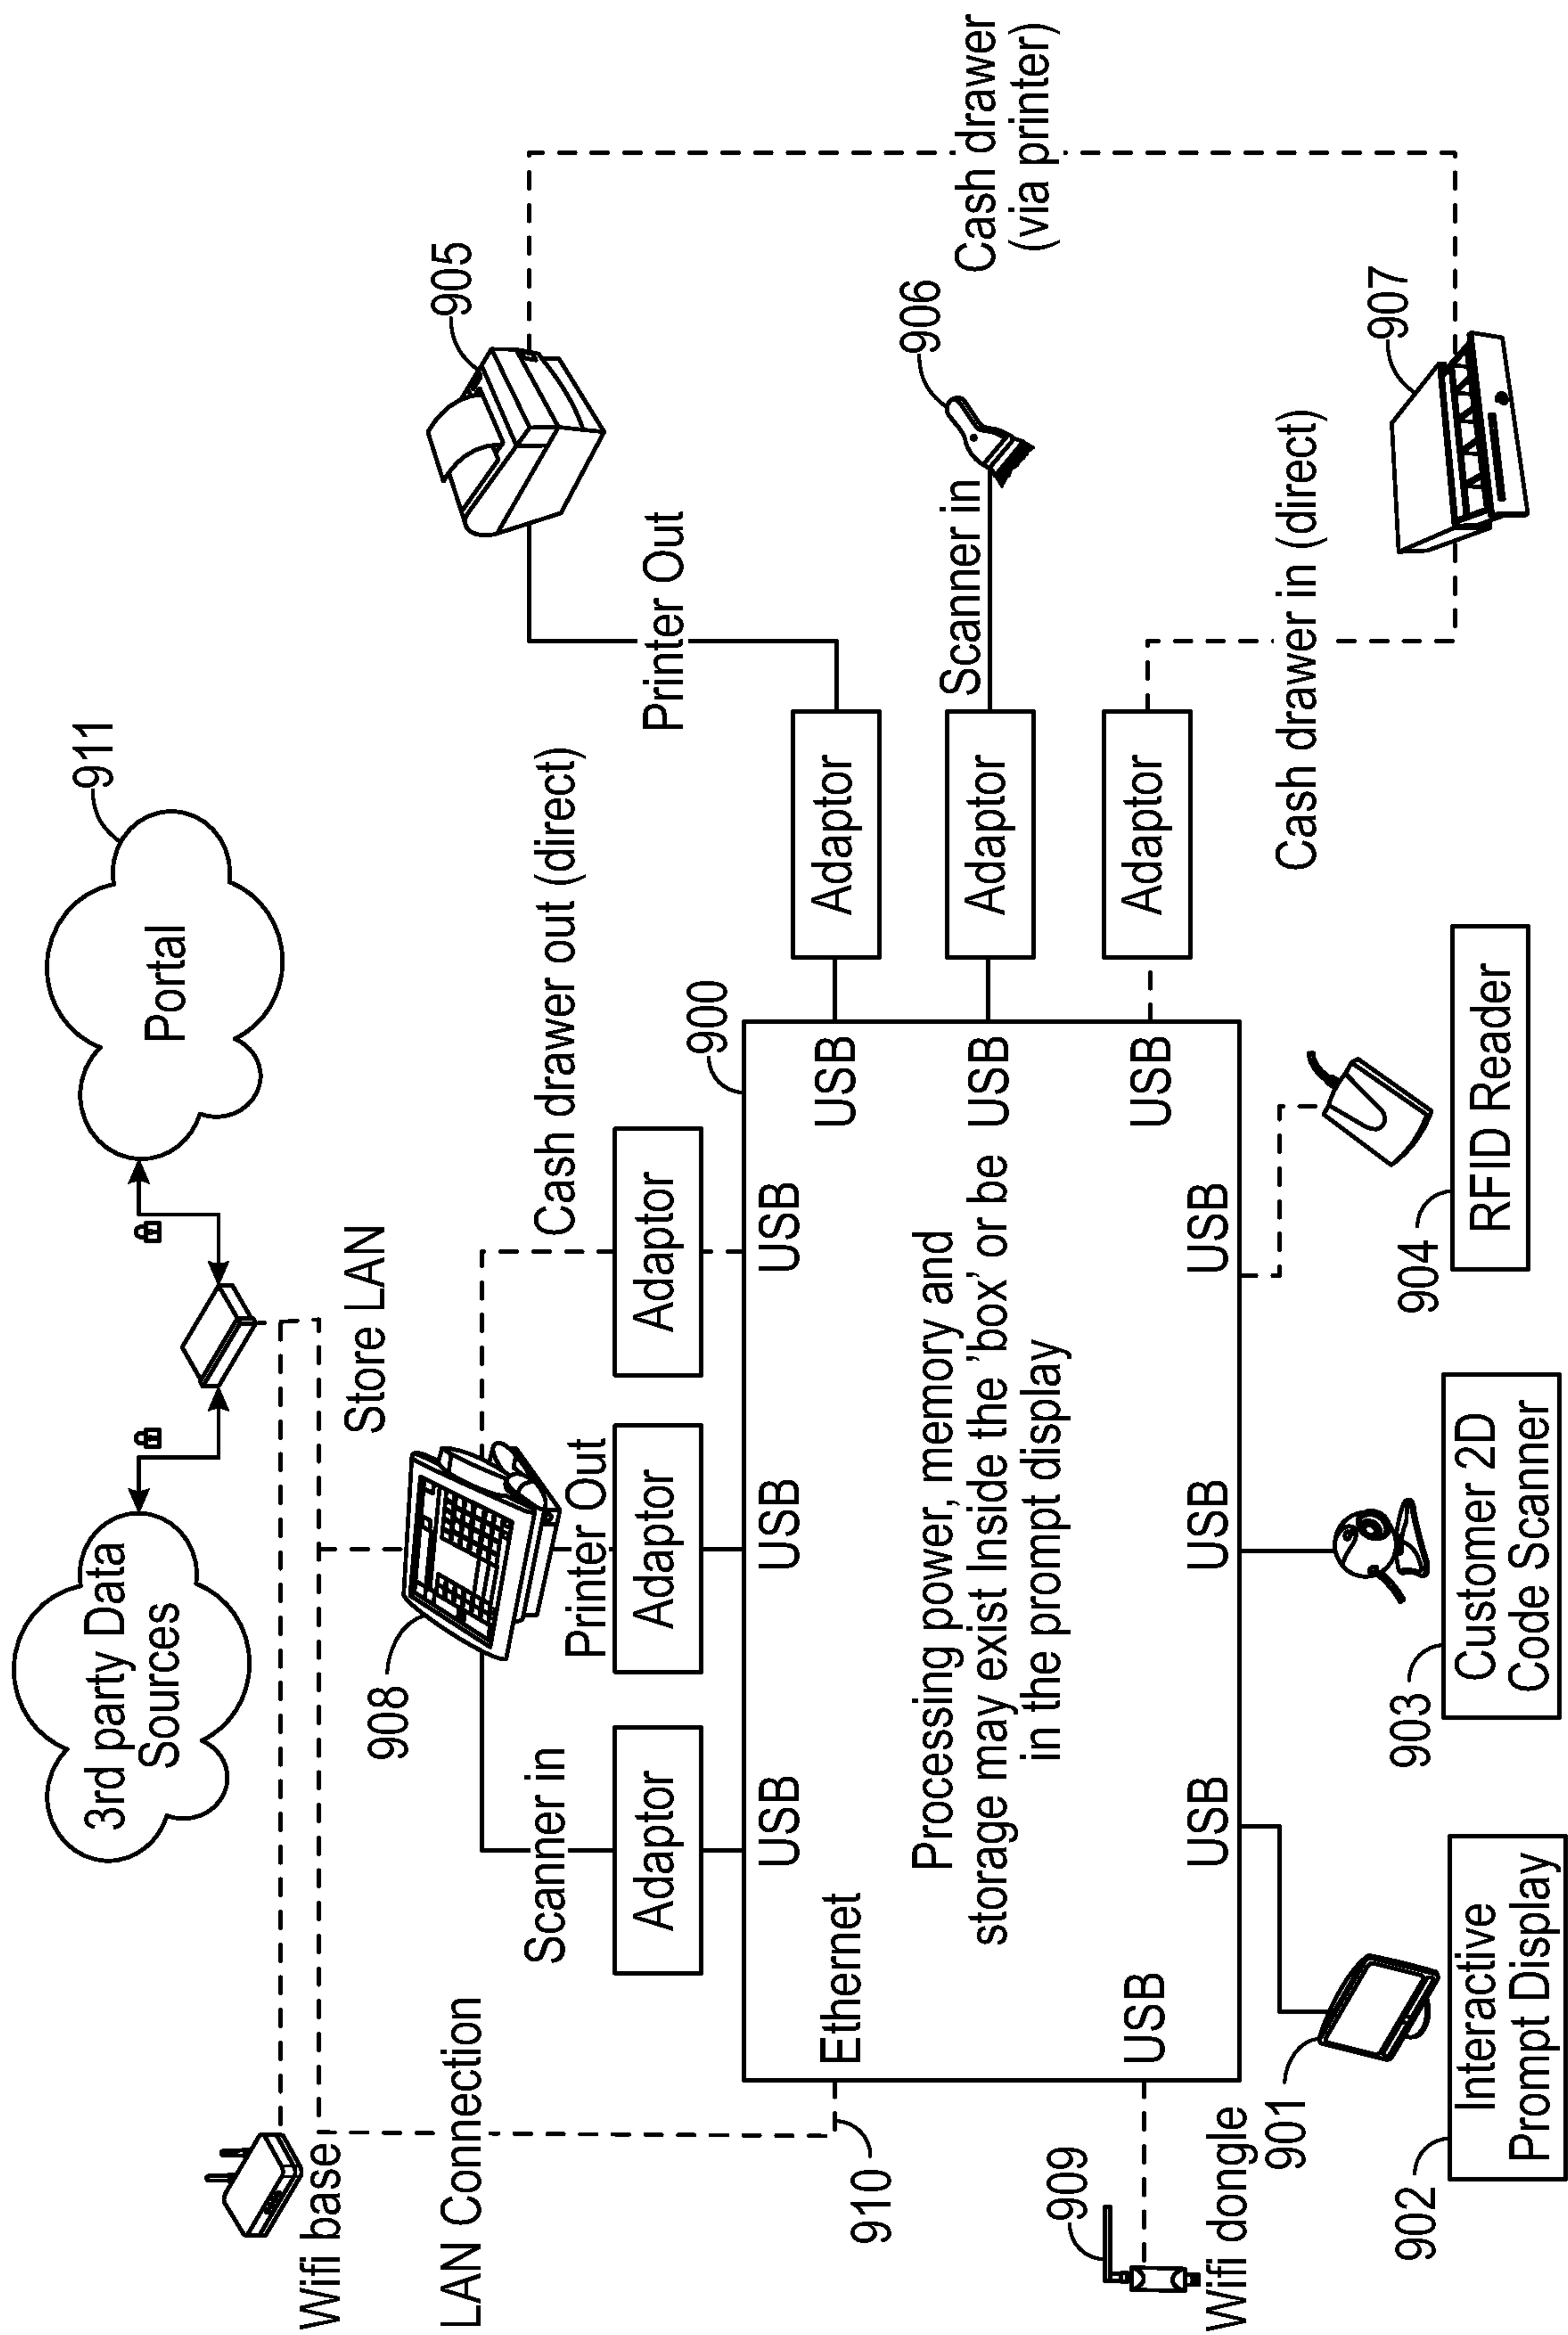 3rd party Data
Sources
Portal
911
Wifi base
Store LAN
LAN Connection
908
Scanner in
Printer Out
Cash drawer out (direct)
Adaptor
Adaptor
Adaptor
Printer Out
905
900
910
Ethernet
USB
USB
USB
USB
Adaptor
Processing power, memory and
storage may exist Inside the 'box' or be
in the prompt display
USB
Adaptor
Scanner in
906
Cash drawer
(via printer)
909
Wifi dongle
USB
USB
USB
USB
USB
Adaptor
Cash drawer in (direct)
907
901
902
Interactive
Prompt Display
903
Customer 2D
Code Scanner
904
RFID Reader